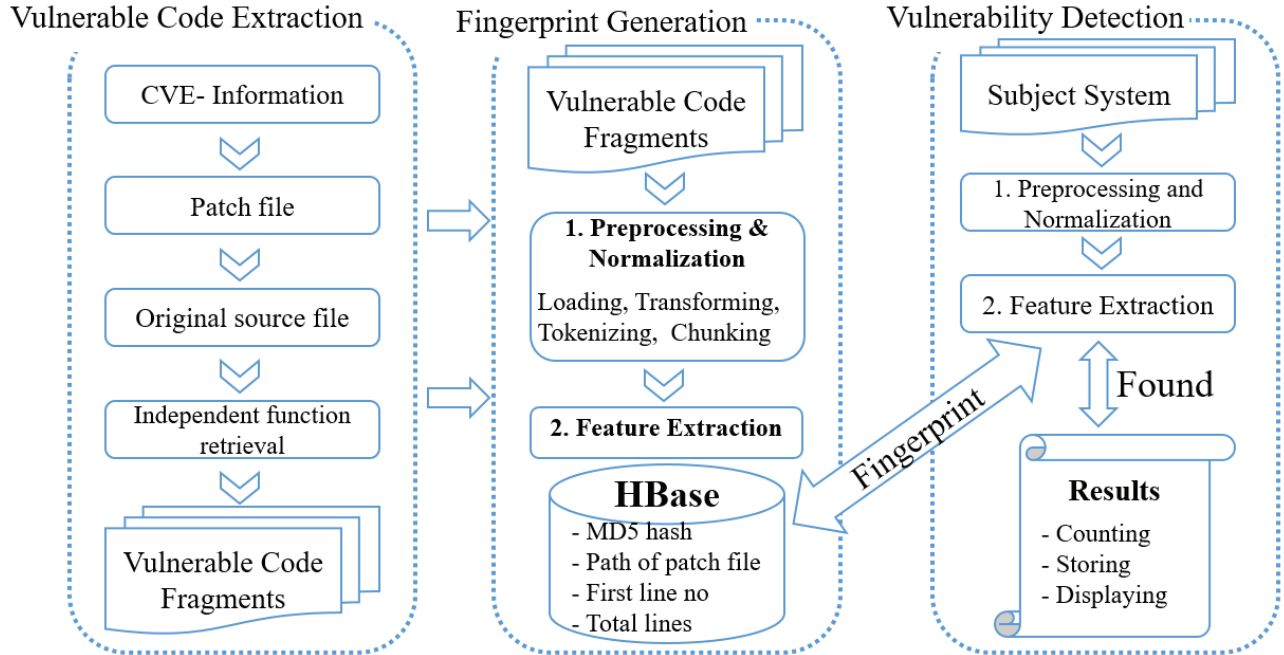 Vulnerable Code Extraction
CVE- Information
Patch file
Original source file
Independent function
retrieval
Vulnerable Code
Fragments
Fingerprint Generation
Vulnerable Code
Fragments
1. Preprocessing &
Normalization
Loading, Transforming,
Tokenizing, Chunking
2. Feature Extraction
HBase
- MD5 hash
- Path of patch file
- First line no
- Total lines
Fingerprint
Vulnerability Detection
Subject System
1. Preprocessing and
Normalization
2. Feature Extraction
Found
Results
- Counting
- Storing
- Displaying